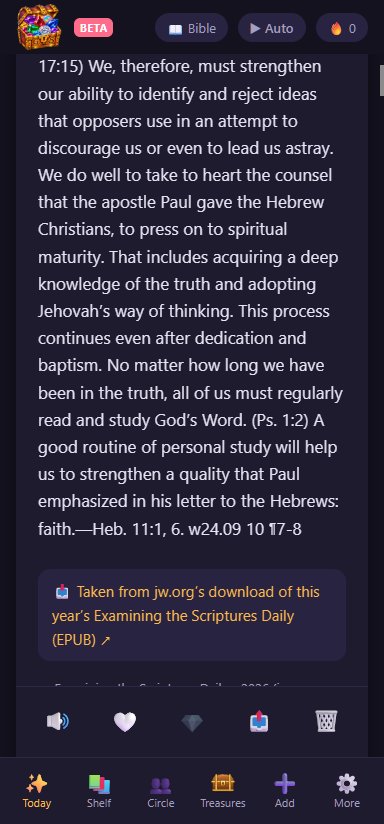 BETA
📖 Bible
▶ Auto
🔥 0
17:15) We, therefore, must strengthen
our ability to identify and reject ideas
that opposers use in an attempt to
discourage us or even to lead us astray.
We do well to take to heart the counsel
that the apostle Paul gave the Hebrew
Christians, to press on to spiritual
maturity. That includes acquiring a deep
knowledge of the truth and adopting
Jehovah’s way of thinking. This process
continues even after dedication and
baptism. No matter how long we have
been in the truth, all of us must regularly
read and study God’s Word. (Ps. 1:2) A
good routine of personal study will help
us to strengthen a quality that Paul
emphasized in his letter to the Hebrews:
faith.—Heb. 11:1, 6. w24.09 10 ¶7-8
📤 Taken from jw.org’s download of this
year’s Examining the Scriptures Daily
(EPUB) ↗
Today
Shelf
Circle
Treasures
Add
More